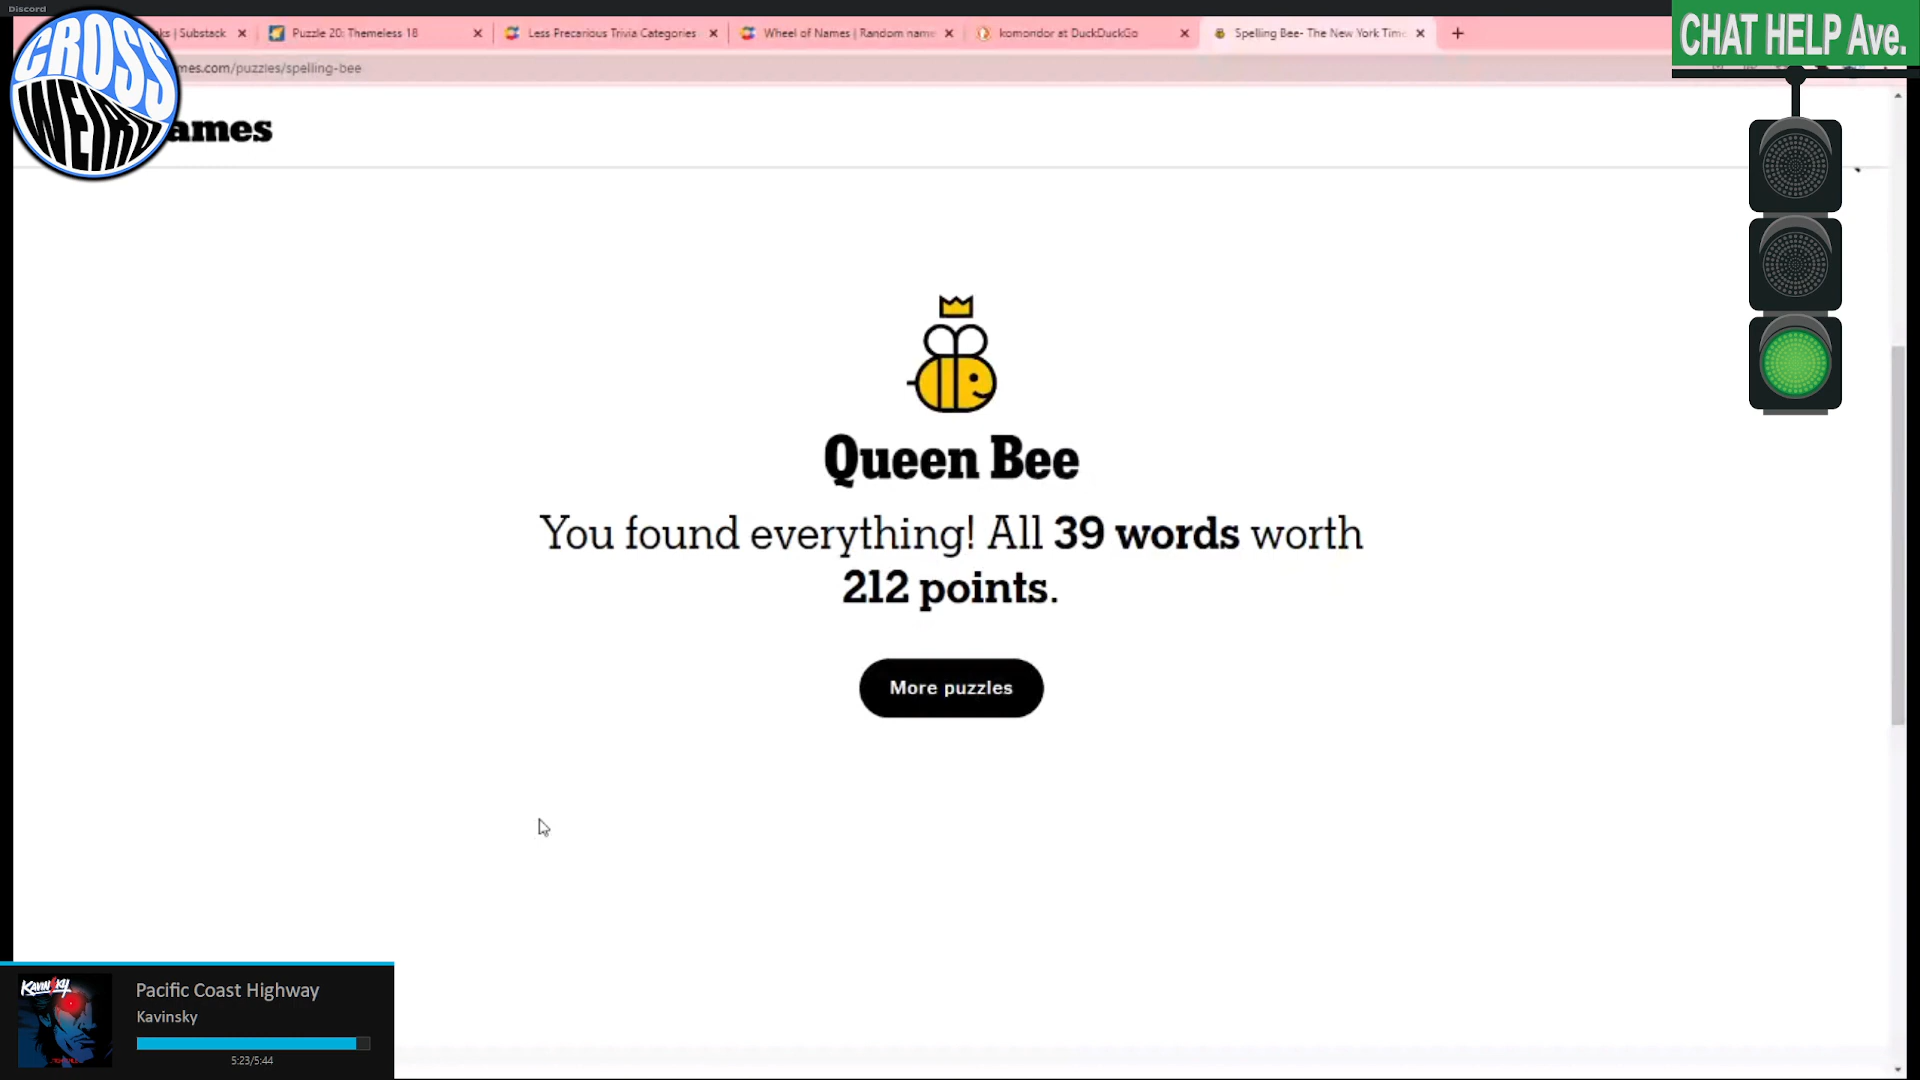 Discord
CHAT HELP Ave.
CROSS
WEIRD
ks | Substack
Puzzle 20: Themeless 18
Less Precarious Trivia Categories
Wheel of Names | Random name
komondor at DuckDuckGo
Spelling Bee- The New York Time
mes.com/puzzles/spelling-bee
ames
Queen Bee
You found everything! All 39 words worth
212 points.
More puzzles
KAVINSKY
Pacific Coast Highway
Kavinsky
5:23/5:44